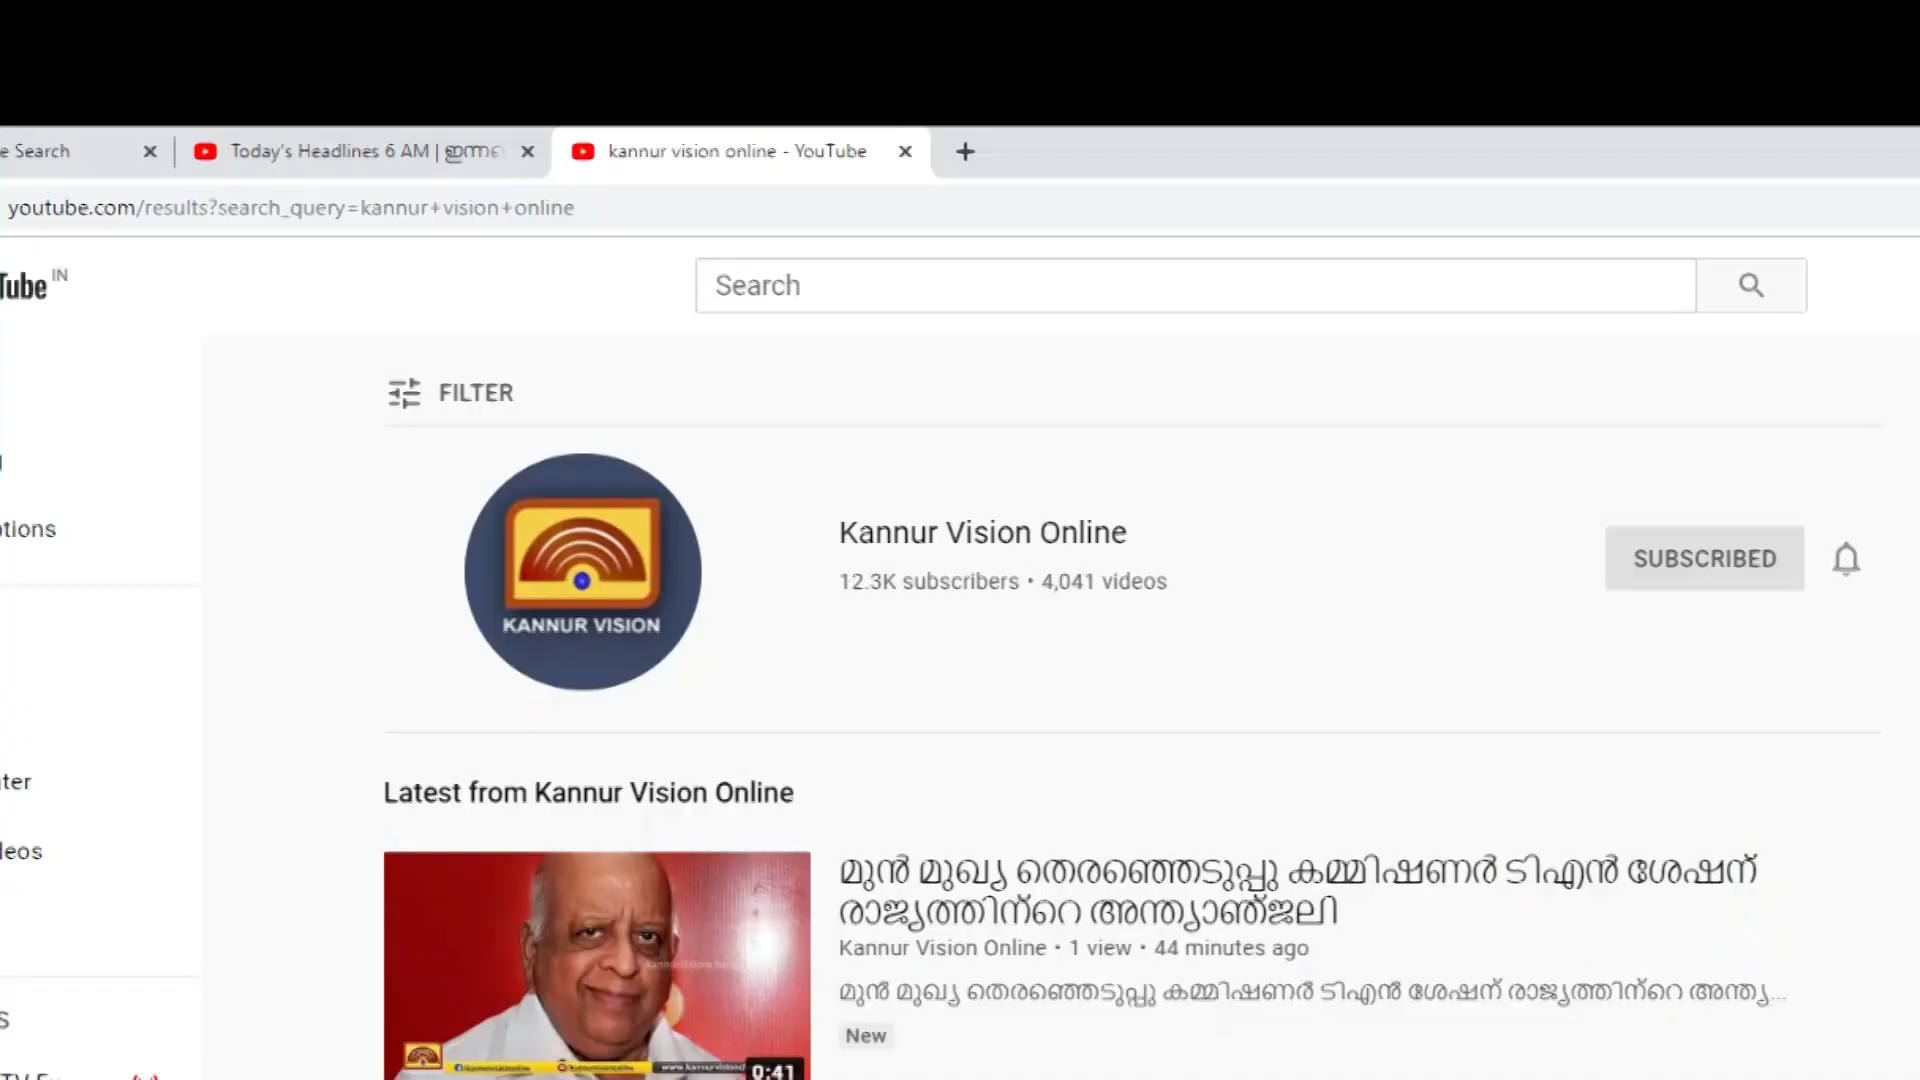 e Search
Today's Headlines 6 AM | ഇന്നത
kannur vision online - YouTube
youtube.com/results?search_query=kannur+vision+online
Tube IN
Search
FILTER
KANNUR VISION
Kannur Vision Online
12.3K subscribers • 4,041 videos
SUBSCRIBED
otions
ter
leos
Latest from Kannur Vision Online
മുൻ മുഖ്യ തെരഞ്ഞെടുപ്പു കമ്മിഷണർ ടിഎൻ ശേഷന്
രാജ്യത്തിന്റെ അന്ത്യാഞ്ജലി
Kannur Vision Online • 1 view • 44 minutes ago
മുൻ മുഖ്യ തെരഞ്ഞെടുപ്പു കമ്മിഷണർ ടിഎൻ ശേഷന് രാജ്യത്തിന്റെ അന്ത്യ...
New
0:41
S